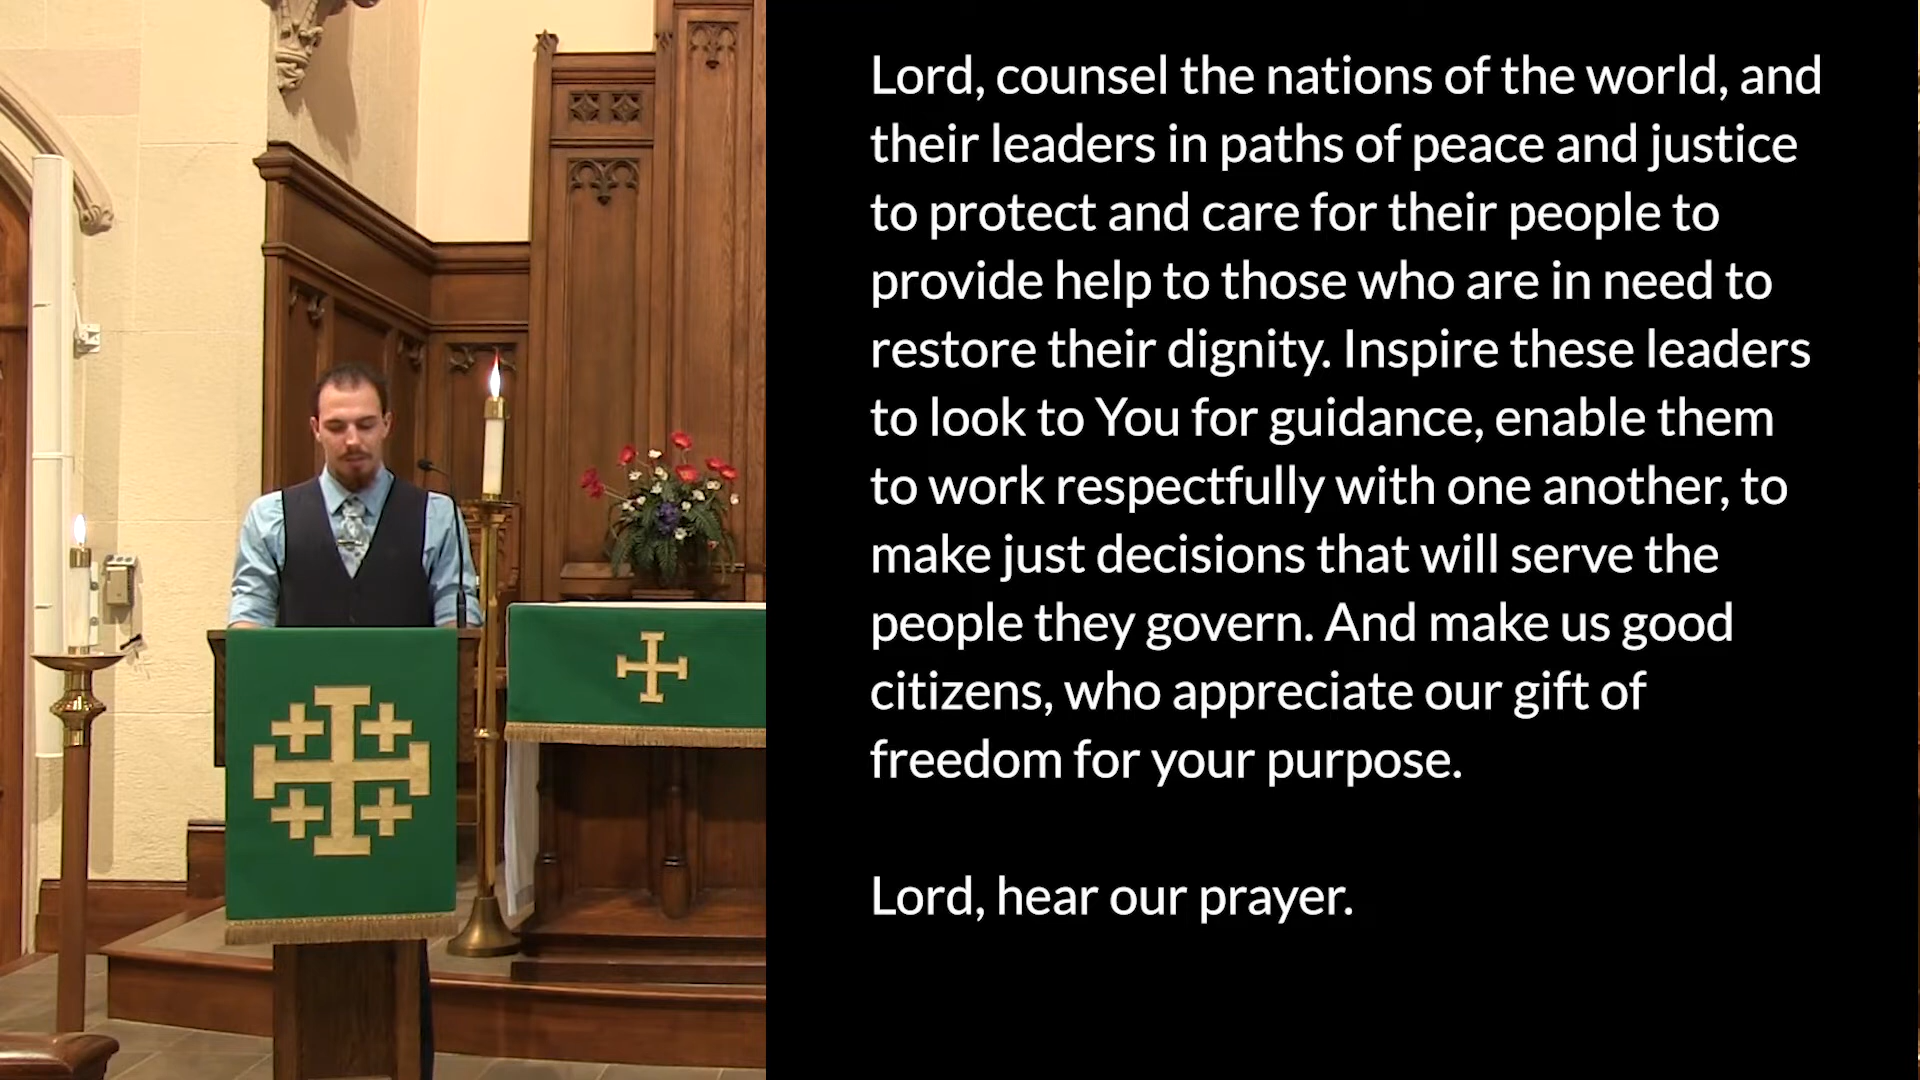 Lord, counsel the nations of the world, and
their leaders in paths of peace and justice
to protect and care for their people to
provide help to those who are in need to
restore their dignity. Inspire these leaders
to look to You for guidance, enable them
to work respectfully with one another, to
make just decisions that will serve the
people they govern. And make us good
citizens, who appreciate our gift of
freedom for your purpose.
Lord, hear our prayer.